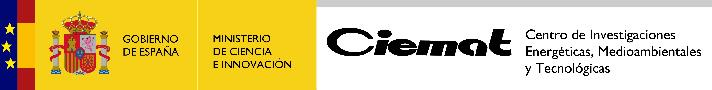 GOBIERNO
DE ESPAÑA
MINISTERIO
DE CIENCIA
E INNOVACIÓN
Ciemat
Centro de Investigaciones
Energéticas, Medioambientales
y Tecnológicas